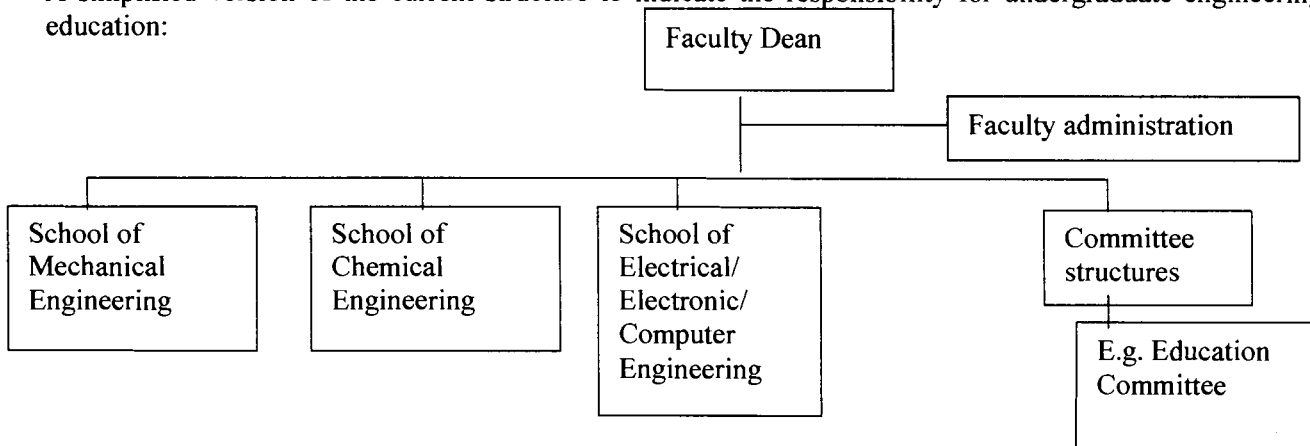 education:
Faculty Dean
Faculty administration
School of
Mechanical
Engineering
School of
Chemical
Engineering
School of
Electrical/
Electronic/
Computer
Engineering
Committee
structures
E.g. Education
Committee